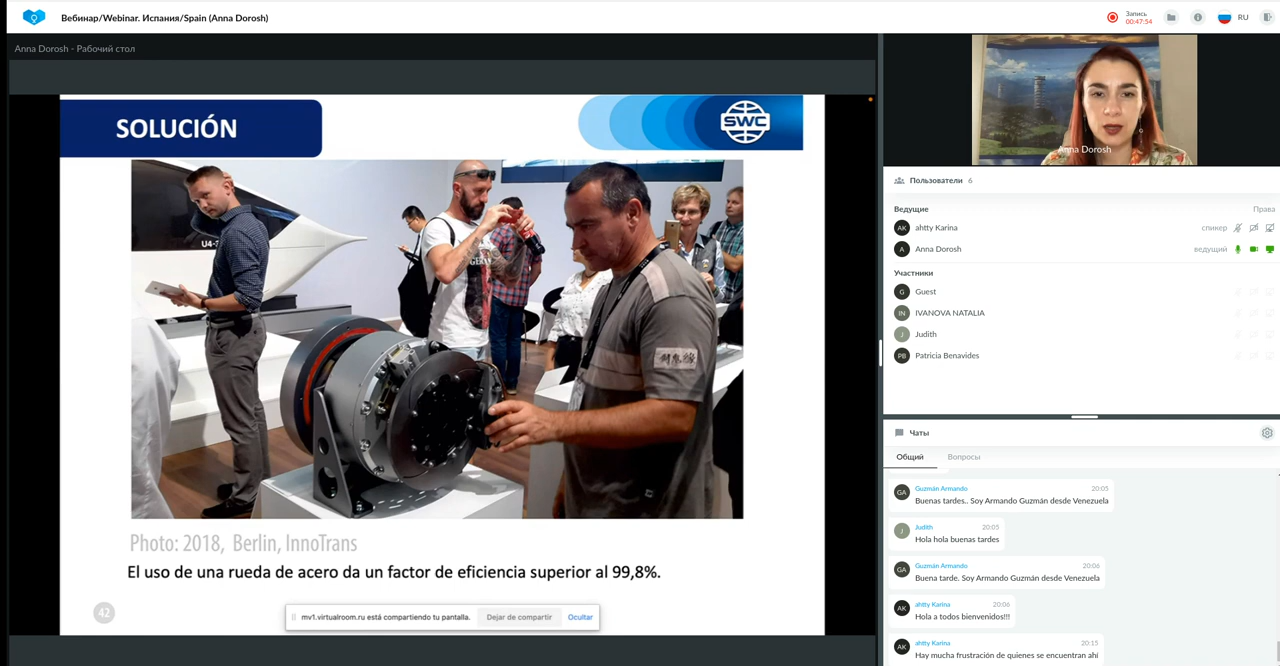 Вебинар/Webinar. Испания/Spain (Anna Dorosh)
Запись
00:47:54
RU
Anna Dorosh - Рабочий стол
SOLUCIÓN
SWC
U4-3
Photo: 2018, Berlin, InnoTrans
El uso de una rueda de acero da un factor de eficiencia superior al 99,8%.
42
mv1.virtualroom.ru está compartiendo tu pantalla.
Dejar de compartir
Ocultar
Anna Dorosh
Пользователи 6
Ведущие
Права
AK
ahtty Karina
спикер
A
Anna Dorosh
ведущий
Участники
G
Guest
IN
IVANOVA NATALIA
J
Judith
PB
Patricia Benavides
Чаты
Общий
Вопросы
GA
Guzmán Armando
20:05
Buenas tardes.. Soy Armando Guzmán desde Venezuela
J
Judith
20:05
Hola hola buenas tardes
GA
Guzmán Armando
20:06
Buena tarde. Soy Armando Guzmán desde Venezuela
AK
ahtty Karina
20:06
Hola a todos bienvenidos!!!
AK
ahtty Karina
20:15
Hay mucha frustración de quienes se encuentran ahí